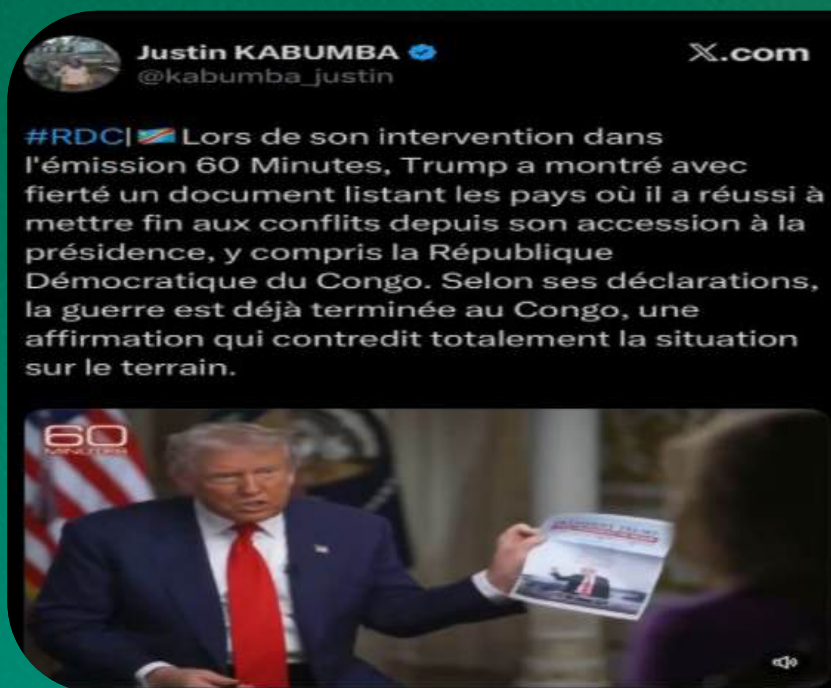 Justin KABUMBA
X.com
@kabumba_justin
#RDC| Lors de son intervention dans
l'émission 60 Minutes, Trump a montré avec
fierté un document listant les pays où il a réussi à
mettre fin aux conflits depuis son accession à la
présidence, y compris la République
Démocratique du Congo. Selon ses déclarations,
la guerre est déjà terminée au Congo, une
affirmation qui contredit totalement la situation
sur le terrain.
60
MINUTES